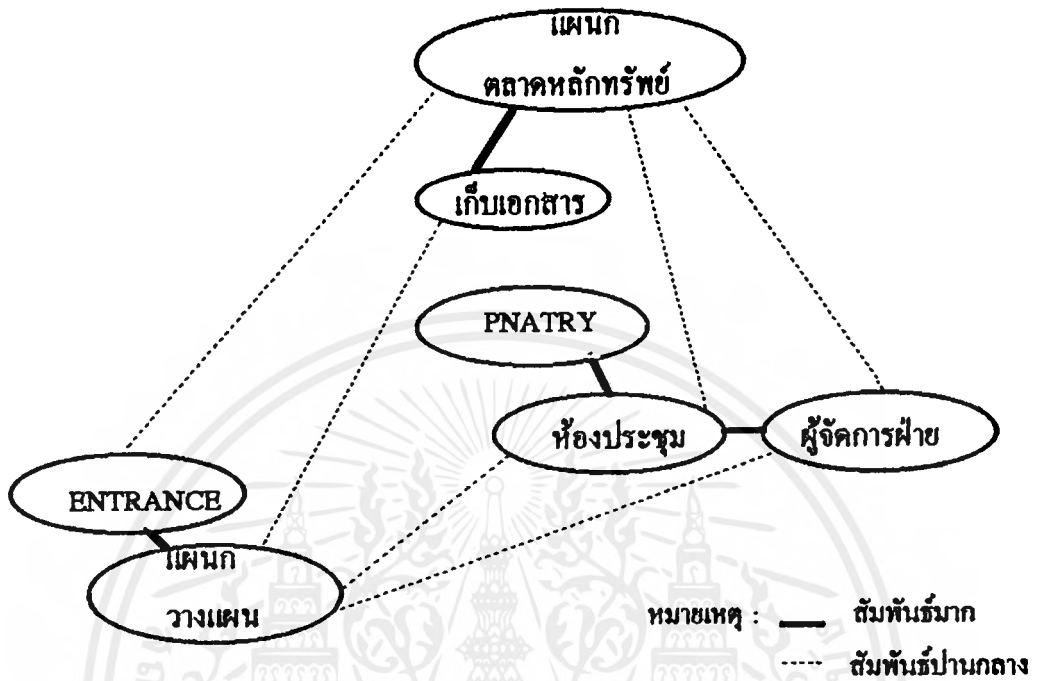 แผนก
ตลาดหลักทรัพย์
เก็บเอกสาร
PNATRY
ห้องประชุม
ผู้จัดการฝ่าย
ENTRANCE
แผนก
วางแผน
หมายเหตุ : สัมพันธ์มาก
สัมพันธ์ปานกลาง